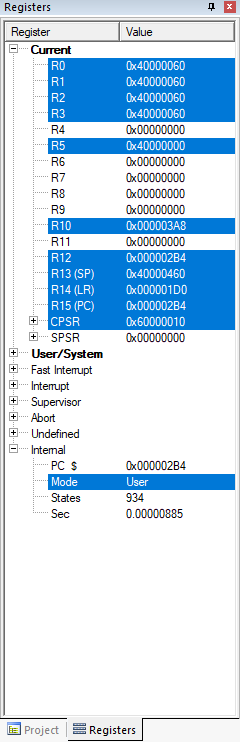 Registers
Register Value
Current
R0 0x40000060
R1 0x40000060
R2 0x40000060
R3 0x40000060
R4 0x00000000
R5 0x40000000
R6 0x00000000
R7 0x00000000
R8 0x00000000
R9 0x00000000
R10 0x000003A8
R11 0x00000000
R12 0x000002B4
R13 (SP) 0x40000460
R14 (LR) 0x000001D0
R15 (PC) 0x000002B4
CPSR 0x60000010
SPSR 0x00000000
User/System
Fast Interrupt
Interrupt
Supervisor
Abort
Undefined
Internal
PC $ 0x000002B4
Mode User
States 934
Sec 0.00000885
Project Registers